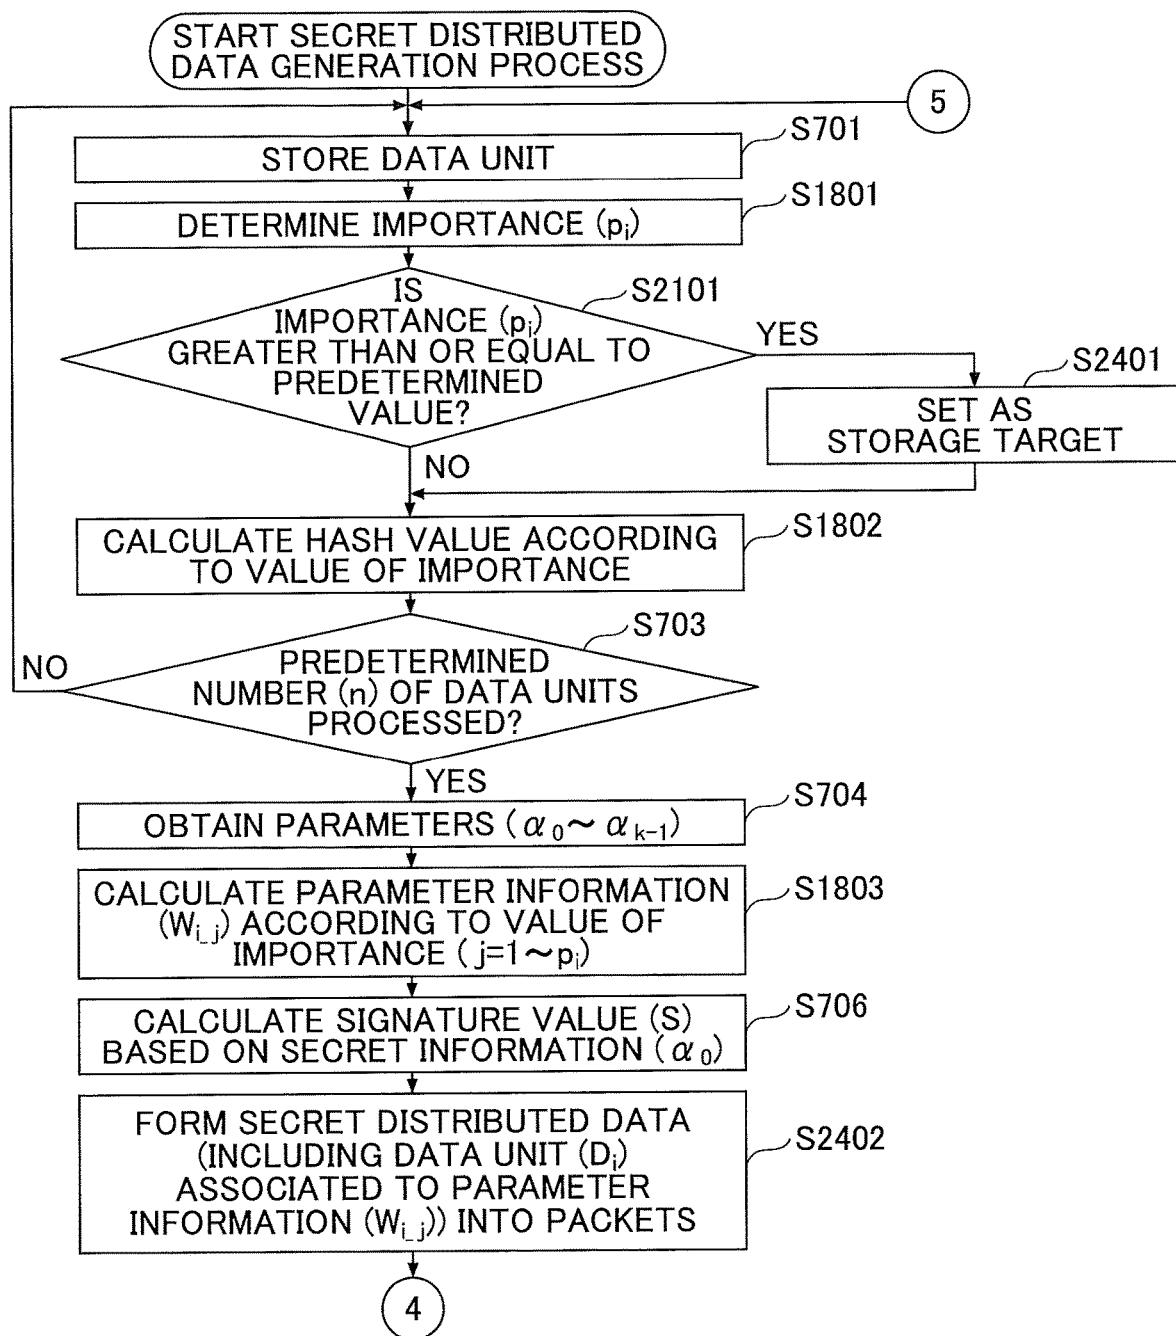 START SECRET DISTRIBUTED
DATA GENERATION PROCESS
5
S701
STORE DATA UNIT
S1801
DETERMINE IMPORTANCE (pi)
S2101
IS
IMPORTANCE (pi)
GREATER THAN OR EQUAL TO
PREDETERMINED
VALUE?
YES
S2401
SET AS
STORAGE TARGET
NO
S1802
CALCULATE HASH VALUE ACCORDING
TO VALUE OF IMPORTANCE
S703
NO
PREDETERMINED
NUMBER (n) OF DATA UNITS
PROCESSED?
YES
S704
OBTAIN PARAMETERS (α0~αk-1)
S1803
CALCULATE PARAMETER INFORMATION
(Wi_j) ACCORDING TO VALUE OF
IMPORTANCE (j=1~pi)
S706
CALCULATE SIGNATURE VALUE (S)
BASED ON SECRET INFORMATION (α0)
S2402
FORM SECRET DISTRIBUTED DATA
(INCLUDING DATA UNIT (Di)
ASSOCIATED TO PARAMETER
INFORMATION (Wi_j)) INTO PACKETS
4